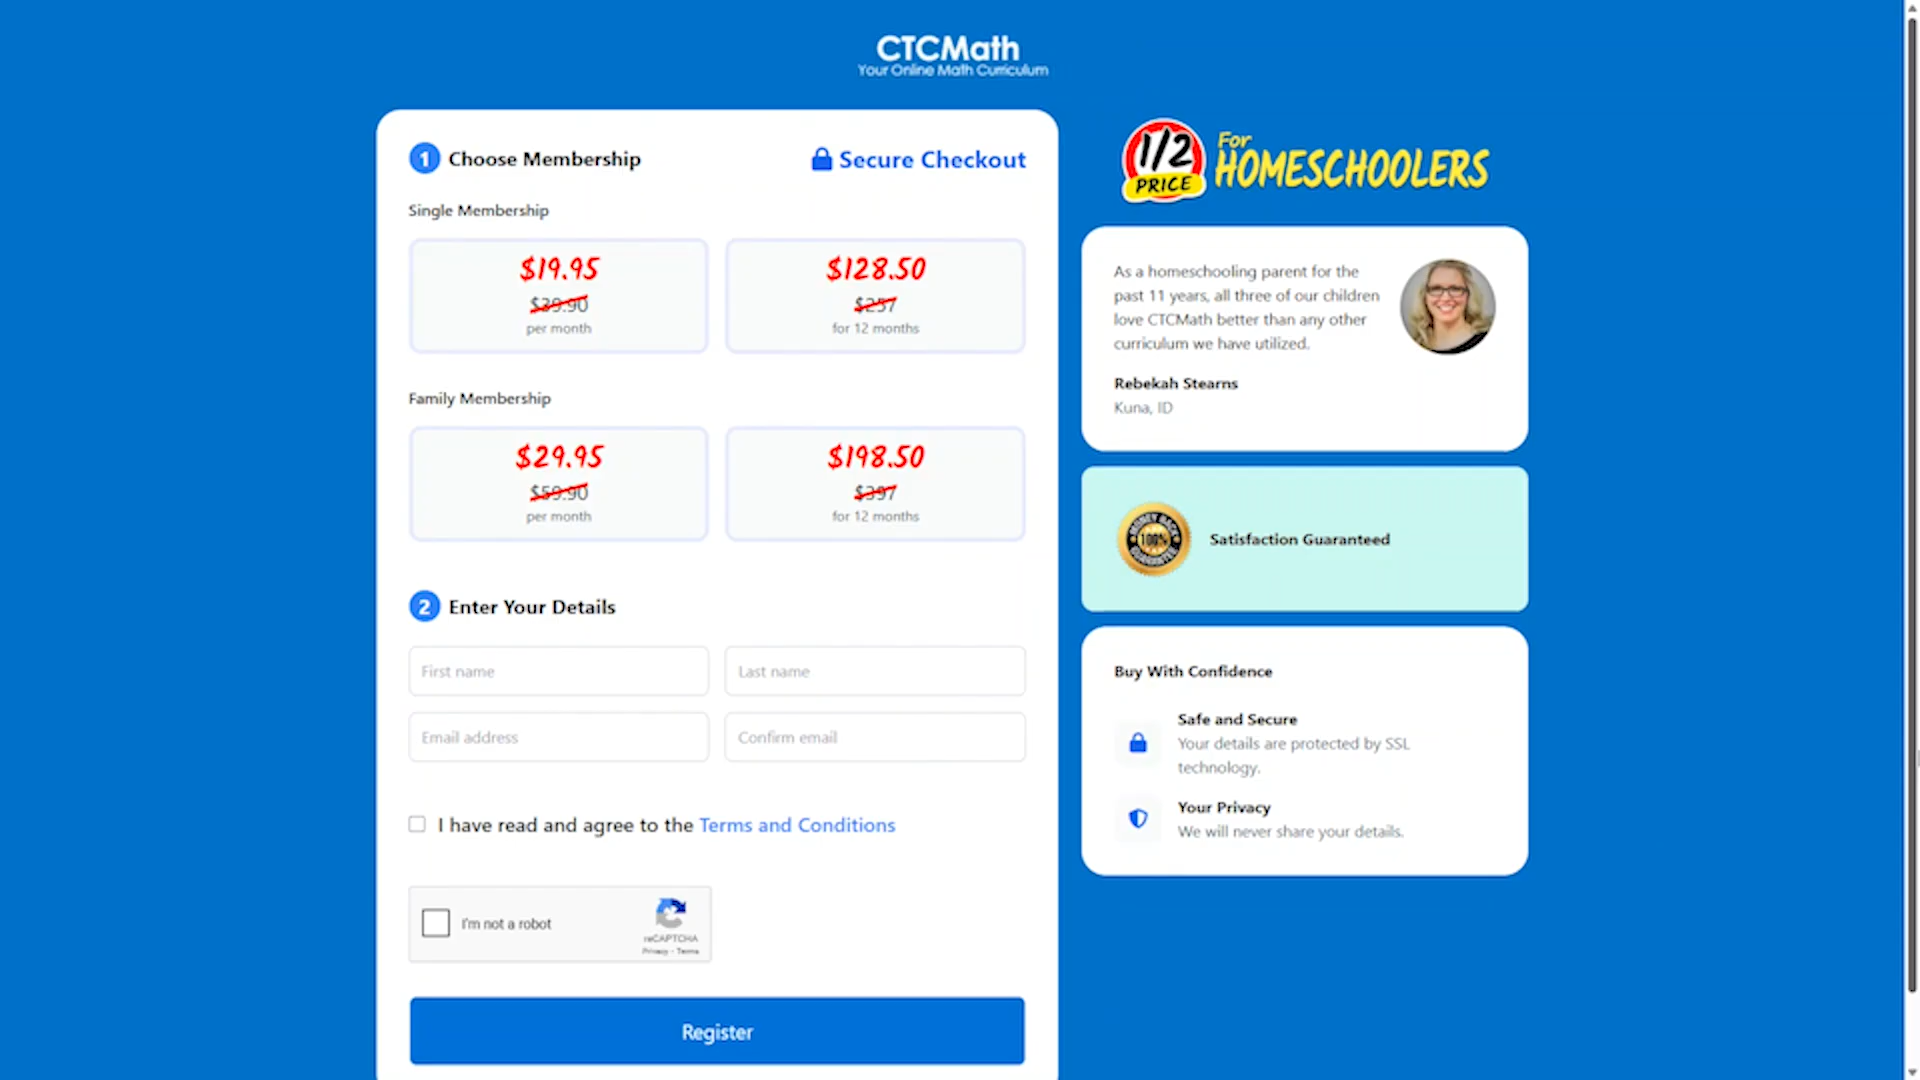 CTCMath
Your Online Math Curriculum
1 Choose Membership
Secure Checkout
Single Membership
$19.95
$39.90
per month
$128.50
$257
for 12 months
Family Membership
$29.95
$59.90
per month
$198.50
$397
for 12 months
2 Enter Your Details
First name
Last name
Email address
Confirm email
I have read and agree to the Terms and Conditions
I'm not a robot
reCAPTCHA
Privacy - Terms
Register
1/2
PRICE
For
HOMESCHOOLERS
As a homeschooling parent for the
past 11 years, all three of our children
love CTCMath better than any other
curriculum we have utilized.
Rebekah Stearns
Kuna, ID
MONEY BACK
100%
GUARANTEE
Satisfaction Guaranteed
Buy With Confidence
Safe and Secure
Your details are protected by SSL
technology.
Your Privacy
We will never share your details.